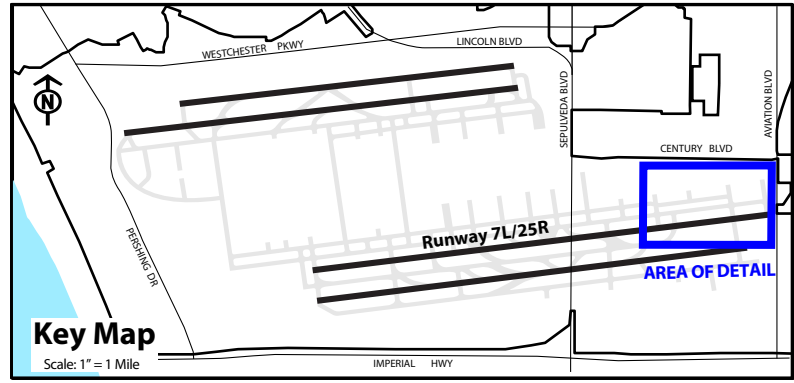 WESTCHESTER PKWY
LINCOLN BLVD
SEPULVEDA BLVD
AVIATION BLVD
N
CENTURY BLVD
PERSHING DR
Runway 7L/25R
AREA OF DETAIL
Key Map
Scale: 1" = 1 Mile
IMPERIAL HWY